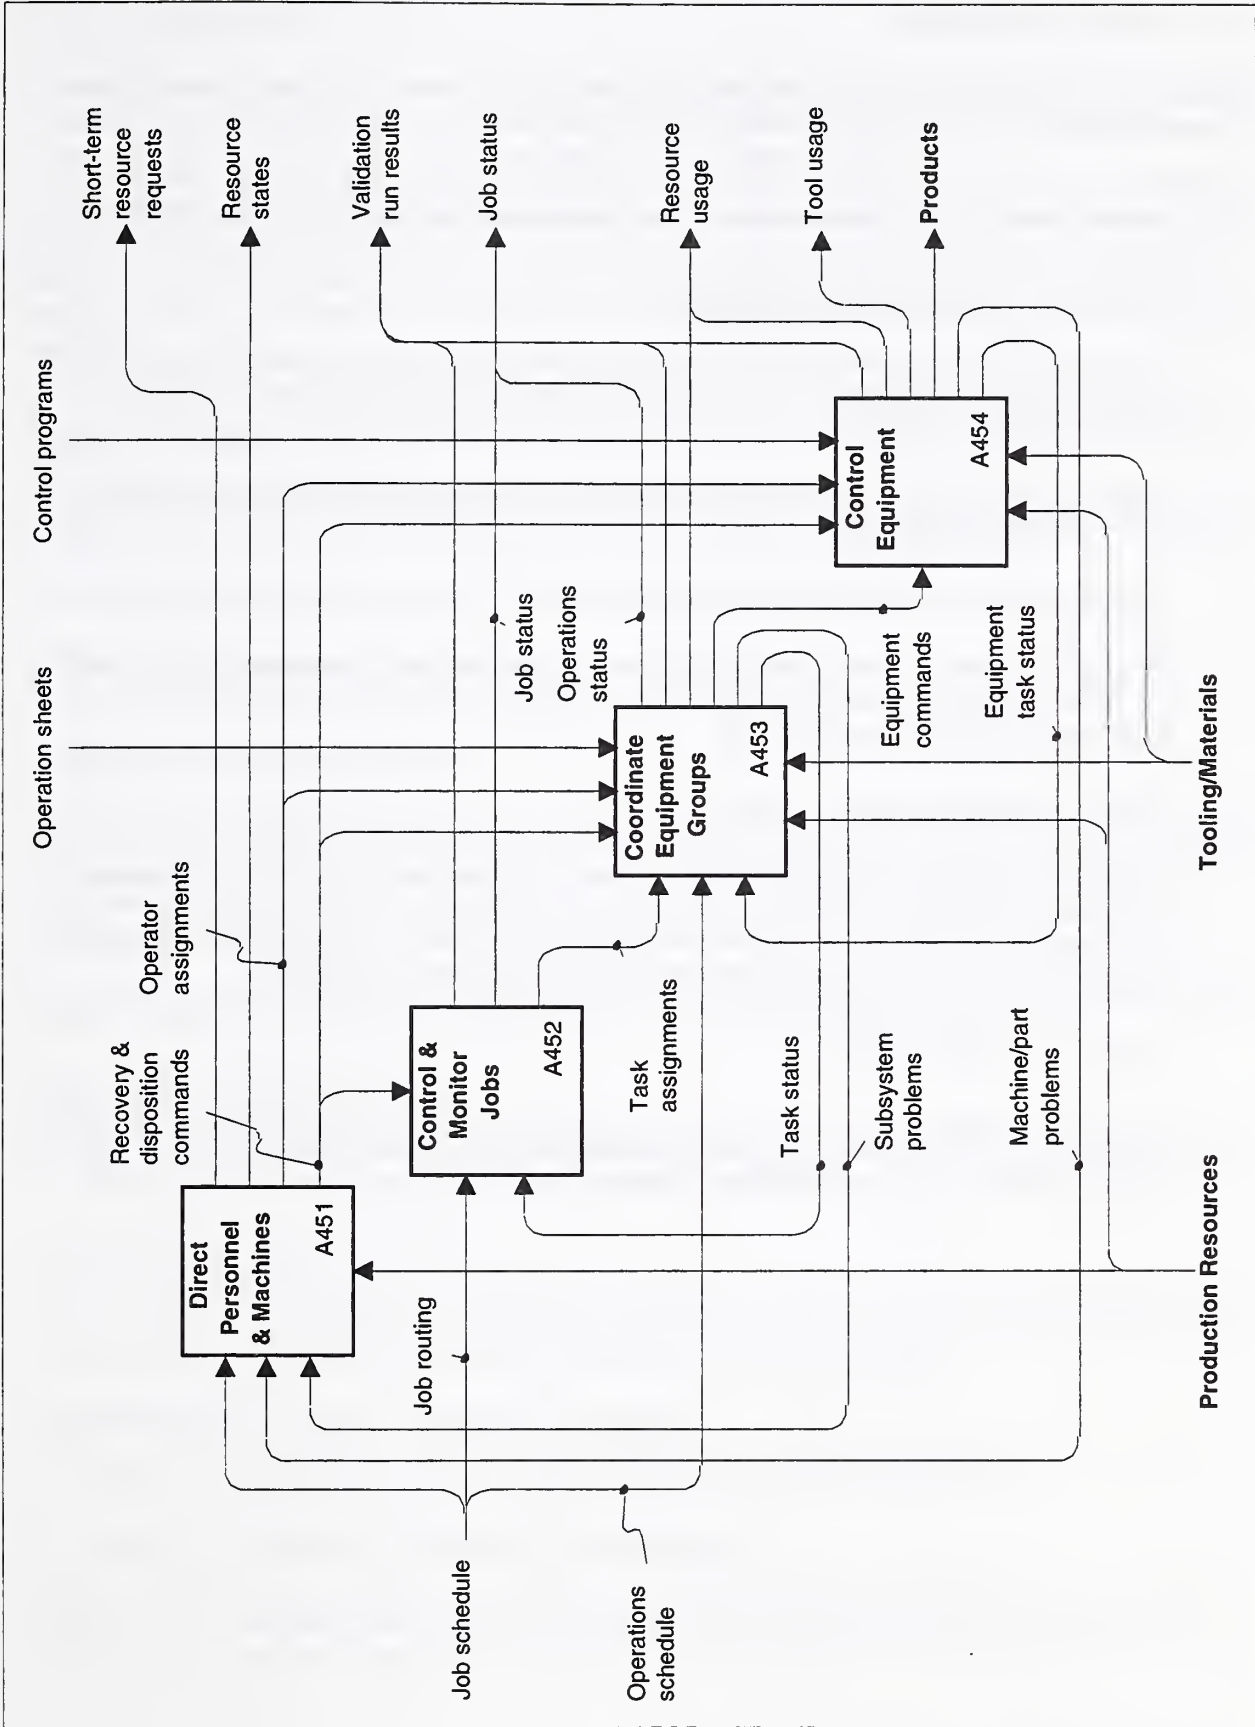 Control programs
Operation sheets
Short-term
resource
requests
Resource
states
Validation
run results
Job status
Resource
usage
Tool usage
Products
Recovery &
disposition
commands
Operator
assignments
Direct
Personnel
& Machines
A451
Job routing
Control &
Monitor
Jobs
A452
Job status
Operations
status
Job schedule
Operations
schedule
Task
assignments
Coordinate
Equipment
Groups
A453
Task status
Subsystem
problems
Equipment
commands
Control
Equipment
A454
Machine/part
problems
Equipment
task status
Production Resources
Tooling/Materials